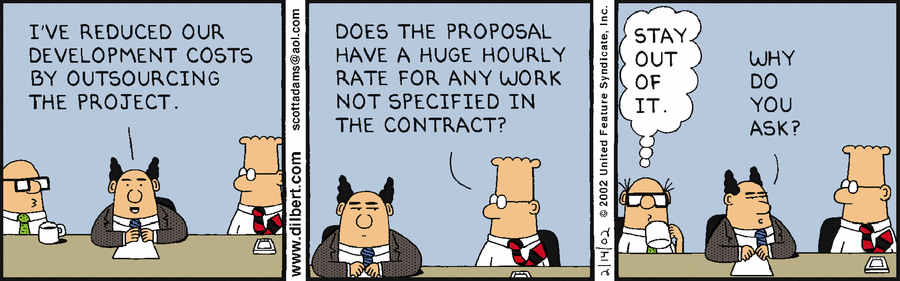 I'VE REDUCED OUR
DEVELOPMENT COSTS
BY OUTSOURCING
THE PROJECT.
www.dilbert.com
scottadams@aol.com
DOES THE PROPOSAL
HAVE A HUGE HOURLY
RATE FOR ANY WORK
NOT SPECIFIED IN
THE CONTRACT?
2/14/02 © 2002 United Feature Syndicate, Inc.
STAY
OUT
OF
IT.
WHY
DO
YOU
ASK?